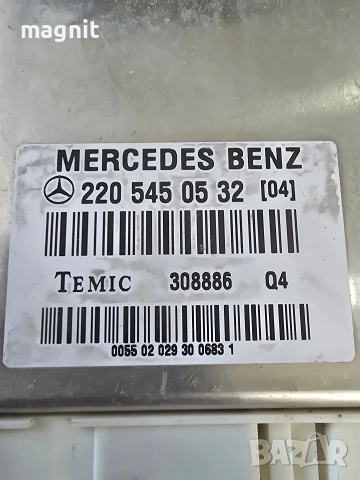 magnit
MERCEDES BENZ
220 545 05 32 [04]
TEMIC 308886 Q4
0055 02 029 30 0683 1
BAZAR